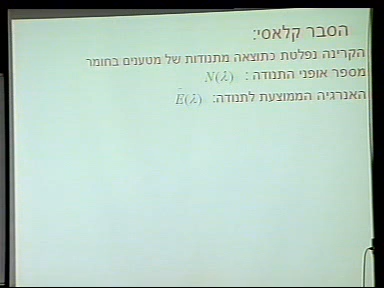 הסבר קלאסי:
הקרינה נפלטת כתוצאה מתנודות של מטענים בחומר
מספר אופני התנודה : N(λ)
האנרגיה הממוצעת לתנודה: E(λ)